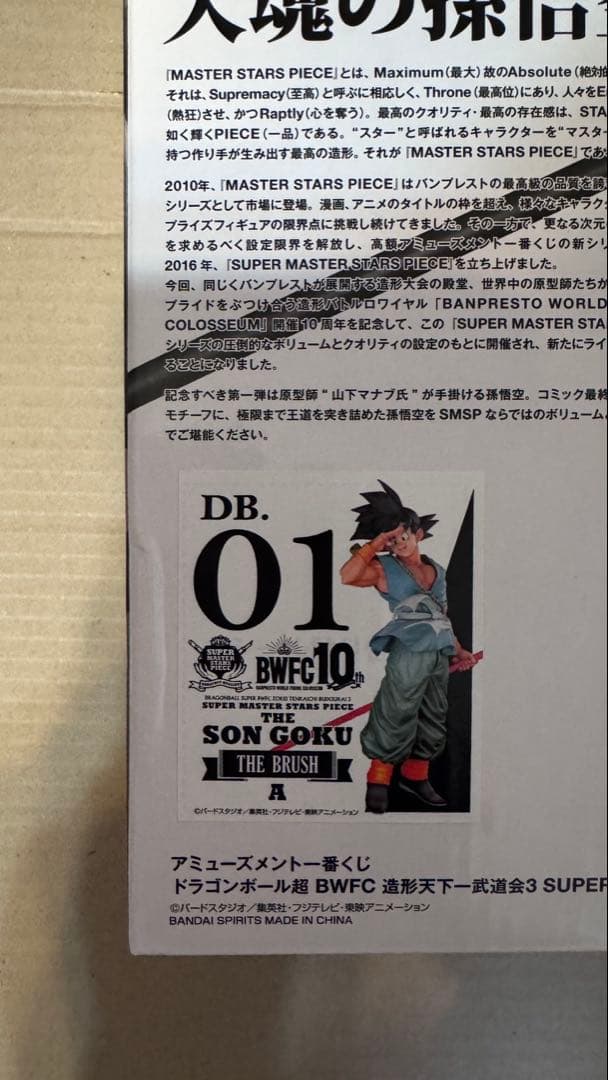 魂の孫悟
『MASTER STARS PIECE』とは、Maximum(最大)故のAbsolute(絶対的
それは、Supremacy(至高)と呼ぶに相応しく、Throne(最高位)にあり、人々をE
(熱狂)させ、かつRaptly(心を奪う)。最高のクオリティ・最高の存在感は、STA
如く輝くPIECE(一品)である。“スター”と呼ばれるキャラクターを“マスター
持つ作り手が生み出す最高の造形。それが『MASTER STARS PIECE』であ
2010年、『MASTER STARS PIECE』はバンプレストの最高級の品質を誇
シリーズとして市場に登場。漫画、アニメのタイトルの枠を超え、様々なキャラク
プライズフィギュアの限界点に挑戦し続けてきました。その一方で、更なる次元
を求めるべく設定限界を解放し、高額アミューズメント一番くじの新シリ
2016年、『SUPER MASTER STARS PIECE』を立ち上げました。
今回、同じくバンプレストが展開する造形大会の殿堂、世界中の原型師たちが
プライドをぶつけ合う造形バトルロワイヤル「BANPRESTO WORLD
COLOSSEUM」開催10周年を記念して、この『SUPER MASTER STA
シリーズの圧倒的なボリュームとクオリティの設定のもとに開催され、新たにライ
ることになりました。
記念すべき第一弾は原型師“山下マナブ氏”が手掛ける孫悟空。コミック最終
モチーフに、極限まで王道を突き詰めた孫悟空をSMSPならではのボリューム
でご堪能ください。
DB.
01
SUPER
MASTER
STARS
PIECE
BWFC 10th
BANPRESTO WORLD FIGURE COLOSSEUM
DRAGONBALL SUPER BWFC ZOUKEI TENKAICHI BUDOUKAI 3
SUPER MASTER STARS PIECE
THE
SON GOKU
THE BRUSH
A
©バードスタジオ/集英社・フジテレビ・東映アニメーション
アミューズメント一番くじ
ドラゴンボール超 BWFC 造形天下一武道会3 SUPER
©バードスタジオ/集英社・フジテレビ・東映アニメーション
BANDAI SPIRITS MADE IN CHINA